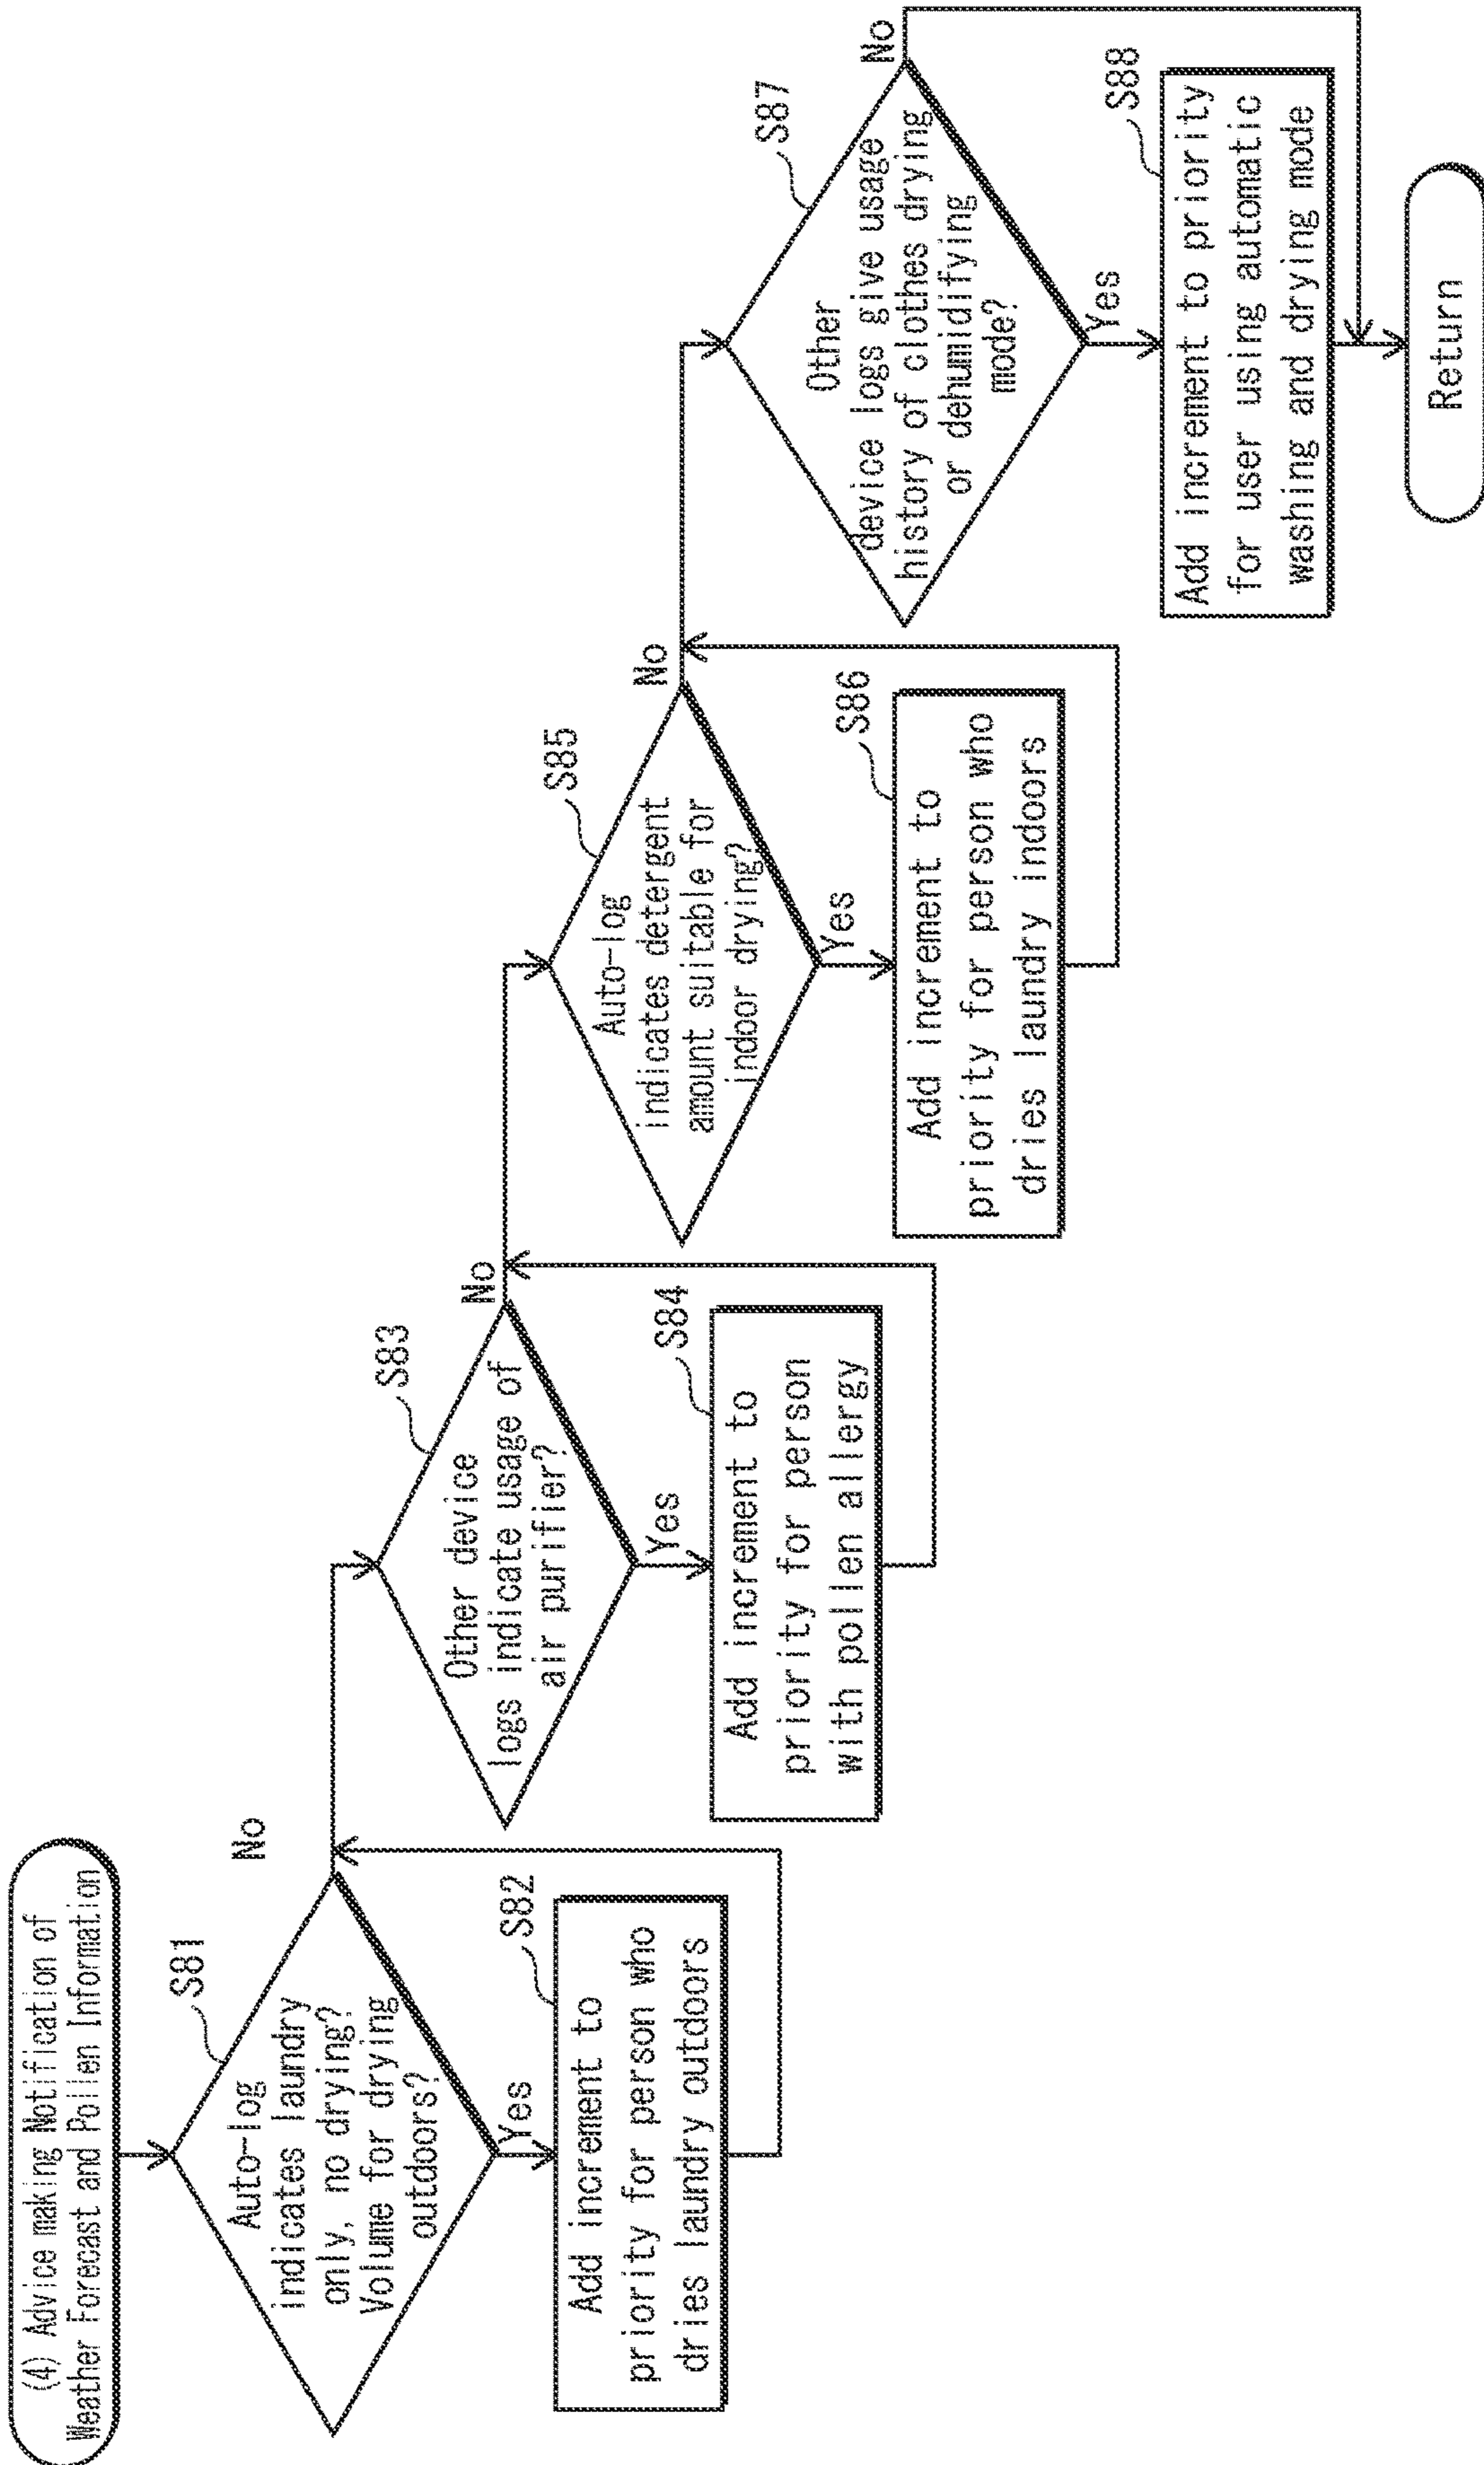 (4) Advice making Notification of
Weather Forecast and Pollen Information
S81
Auto-log
indicates laundry
only, no drying?
Volume for drying
outdoors?
No
Yes
S82
Add increment to
priority for person who
dries laundry outdoors
S83
Other device
logs indicate usage of
air purifier?
No
Yes
S84
Add increment to
priority for person
with pollen allergy
S85
Auto-log
indicates detergent
amount suitable for
indoor drying?
No
Yes
S86
Add increment to
priority for person who
dries laundry indoors
S87
Other
device logs give usage
history of clothes drying
or dehumidifying
mode?
No
Yes
S88
Add increment to priority
for user using automatic
washing and drying mode
Return